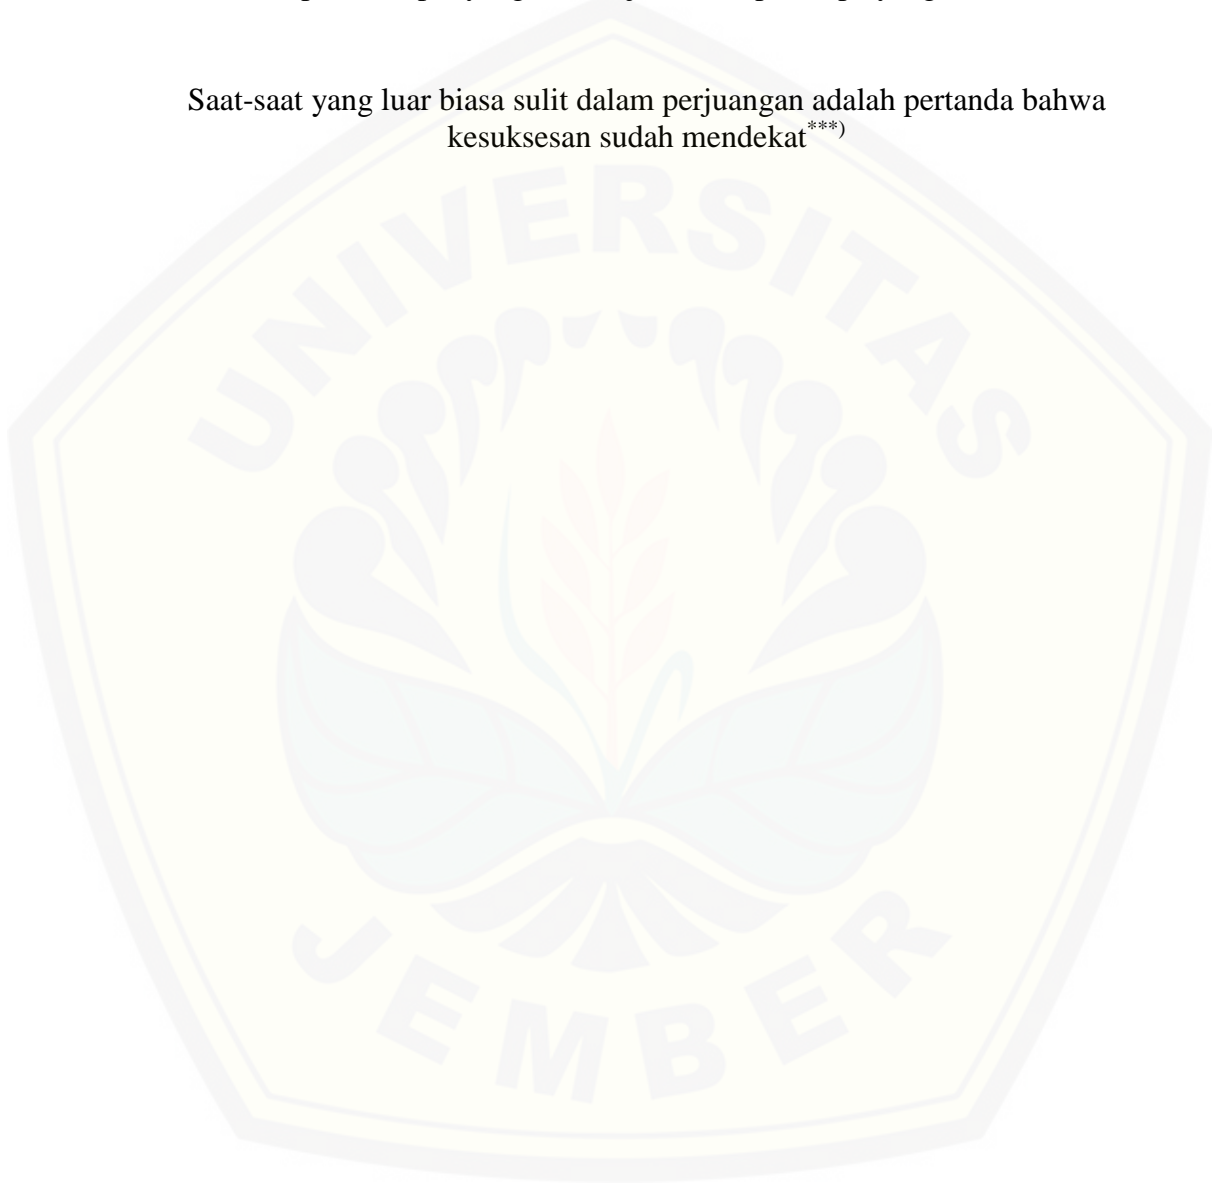 Saat-saat yang luar biasa sulit dalam perjuangan adalah pertanda bahwa
kesuksesan sudah mendekat***)
UNIVERSITAS
JEMBER